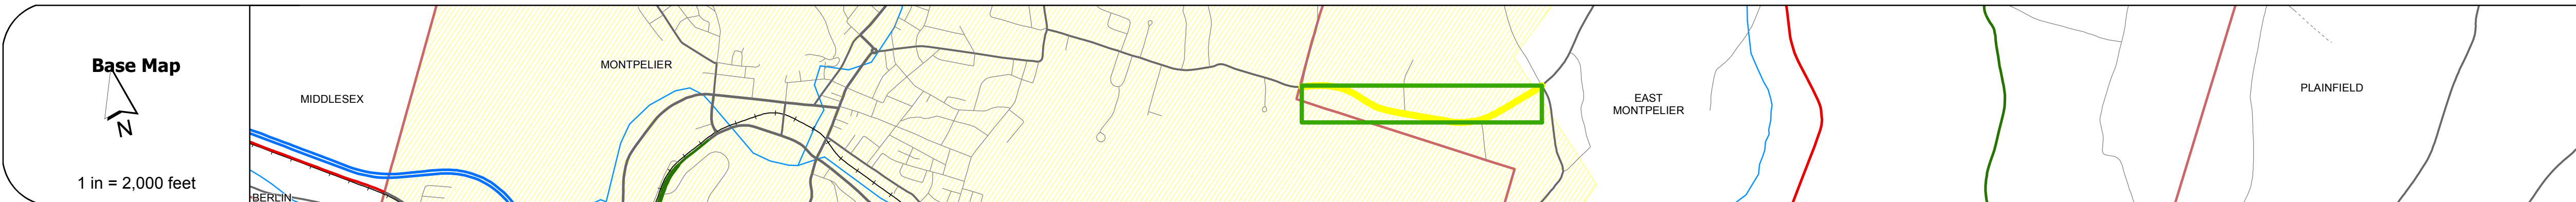 Base Map
N
1 in = 2,000 feet
MIDDLESEX
BERLIN
MONTPELIER
EAST
MONTPELIER
PLAINFIELD